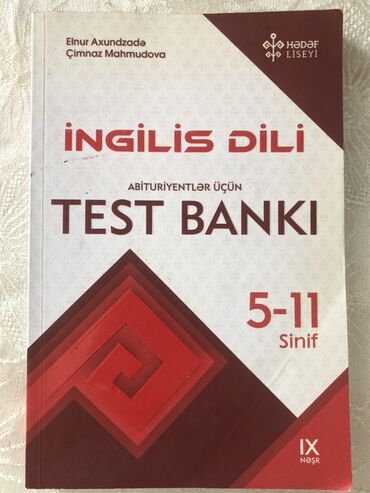 Elnur Axundzadə
Çimnaz Mahmudova
HƏDƏF
LİSEYİ
İNGİLİS DİLİ
ABİTURİYENTLƏR ÜÇÜN
TEST BANKI
5-11
Sinif
IX
NƏŞR